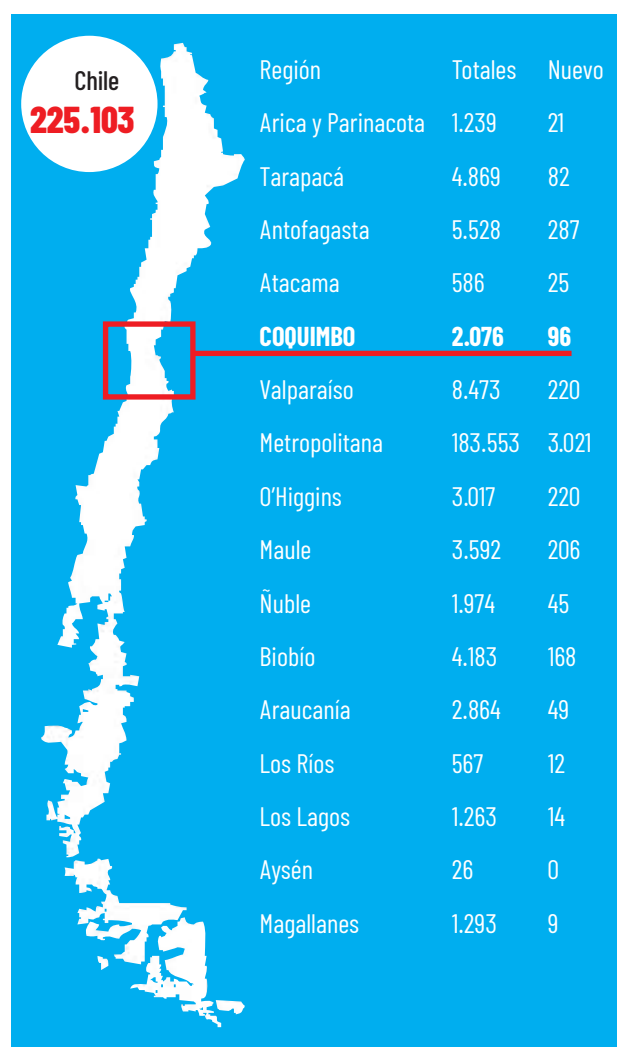 Chile
225.103
Región Totales Nuevo
Arica y Parinacota 1.239 21
Tarapacá 4.869 82
Antofagasta 5.528 287
Atacama 586 25
COQUIMBO 2.076 96
Valparaíso 8.473 220
Metropolitana 183.553 3.021
O’Higgins 3.017 220
Maule 3.592 206
Ñuble 1.974 45
Biobío 4.183 168
Araucanía 2.864 49
Los Ríos 567 12
Los Lagos 1.263 14
Aysén 26 0
Magallanes 1.293 9